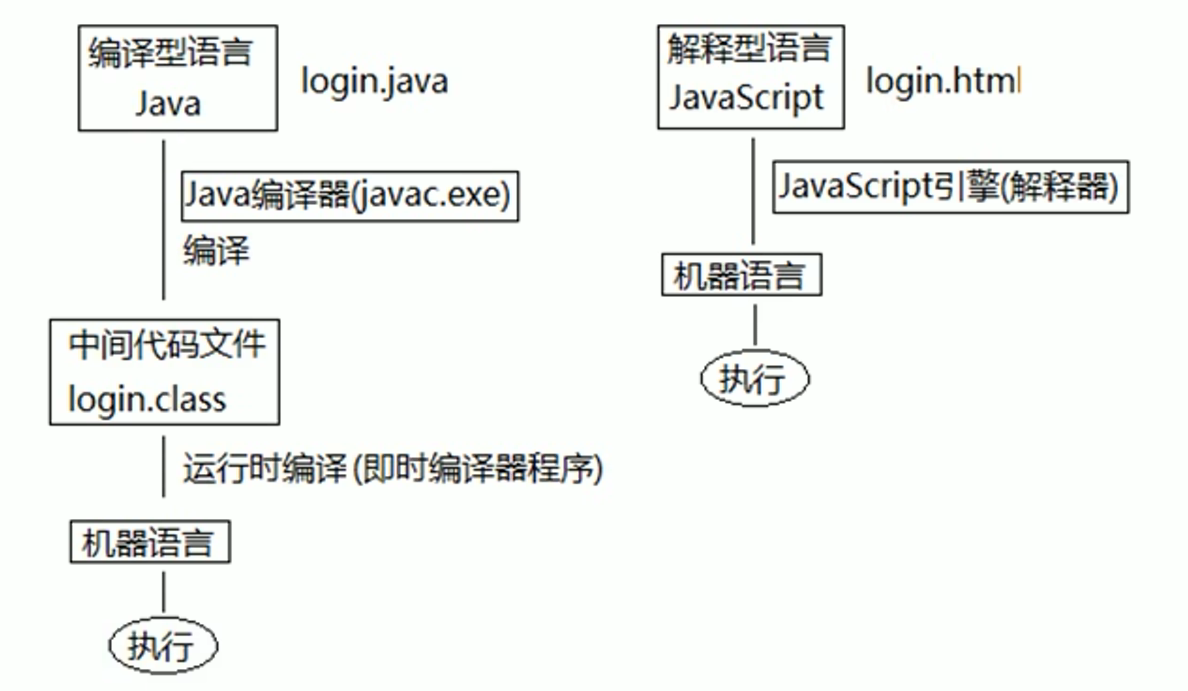 编译型语言
Java
login.java
Java编译器(javac.exe)
编译
中间代码文件
login.class
运行时编译(即时编译器程序)
机器语言
执行
解释型语言
JavaScript
login.html
JavaScript引擎(解释器)
机器语言
执行